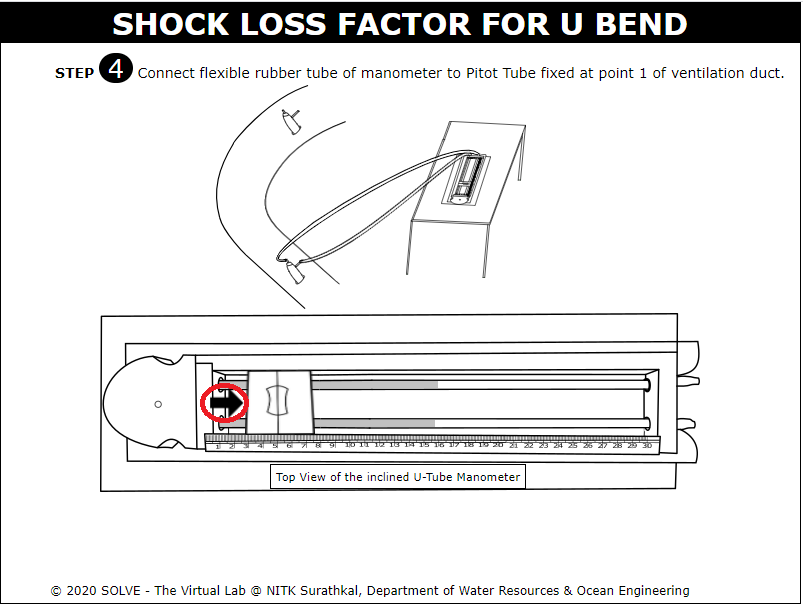 SHOCK LOSS FACTOR FOR U BEND
STEP 4 Connect flexible rubber tube of manometer to Pitot Tube fixed at point 1 of ventilation duct.
1 2 3 4 5 6 7 8 9 10 11 12 13 14 15 16 17 18 19 20 21 22 23 24 25 26 27 28 29 30
Top View of the inclined U-Tube Manometer
© 2020 SOLVE - The Virtual Lab @ NITK Surathkal, Department of Water Resources & Ocean Engineering